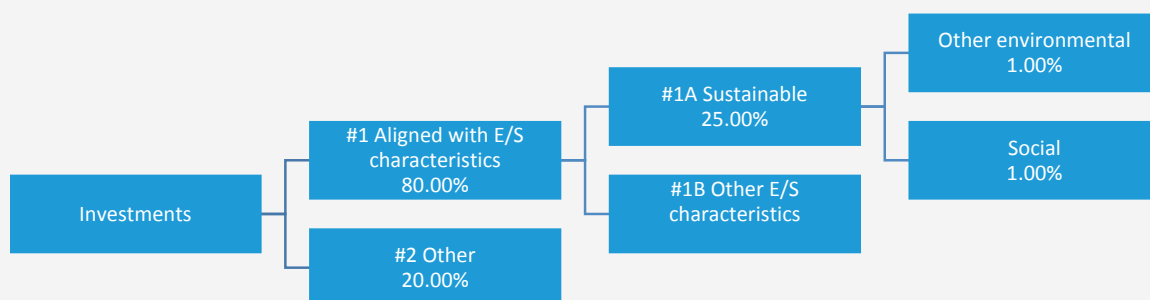 Investments
#1 Aligned with E/S
characteristics
80.00%
#2 Other
20.00%
#1A Sustainable
25.00%
#1B Other E/S
characteristics
Other environmental
1.00%
Social
1.00%